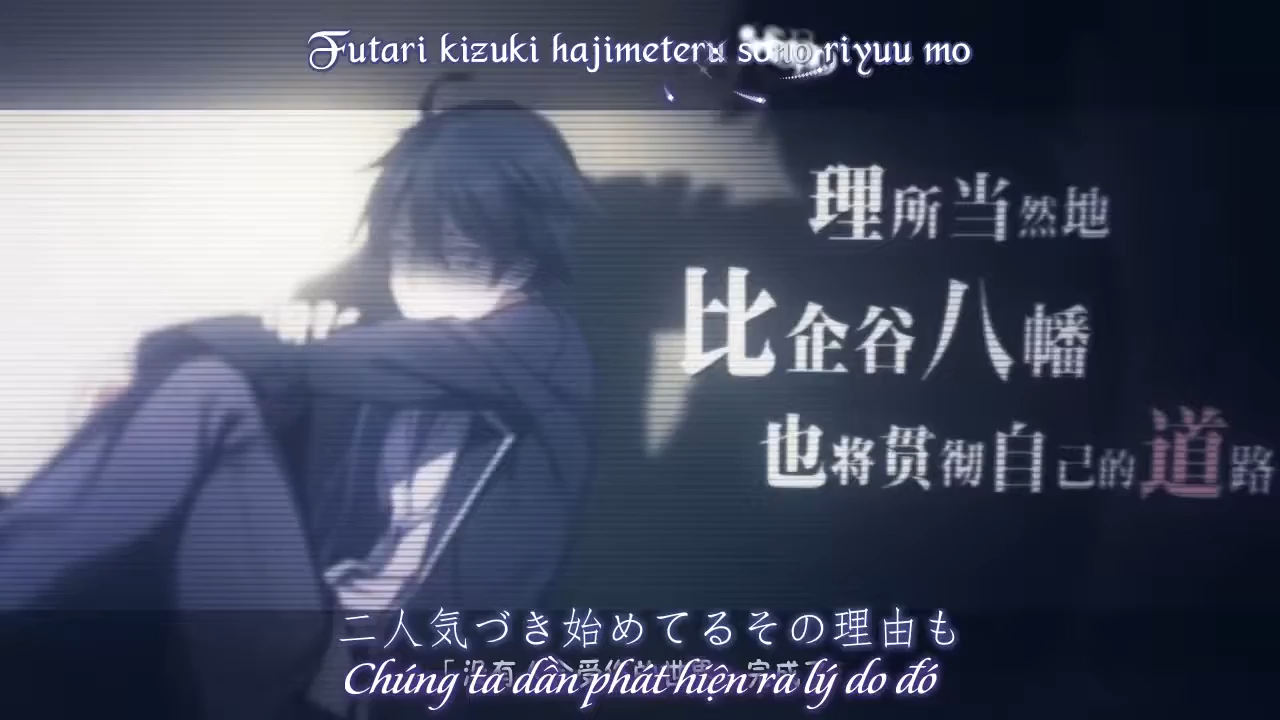 Futari kizuki hajimeteru sono riyuu mo
理所当然地
比企谷八幡
也将贯彻自己的道路
二人気づき始めてるその理由も
Chúng ta dần phát hiện ra lý do đó